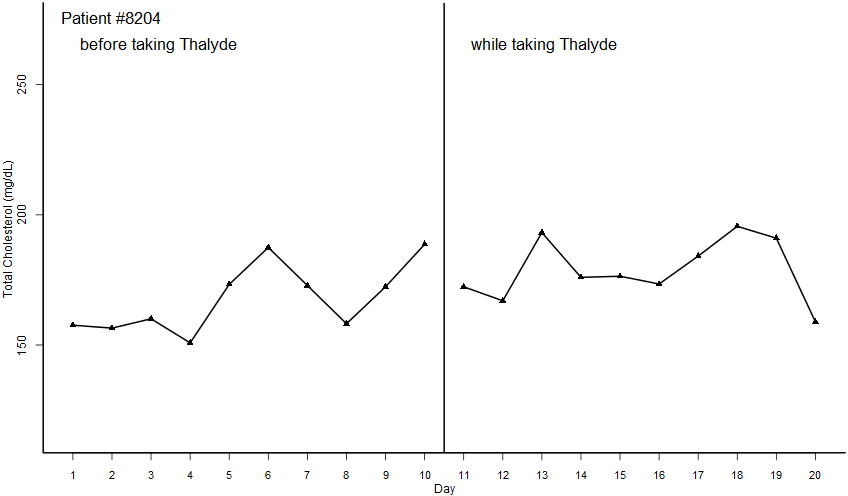 Patient #8204
before taking Thalyde
while taking Thalyde
250
200
150
Total Cholesterol (mg/dL)
1 2 3 4 5 6 7 8 9 10 11 12 13 14 15 16 17 18 19 20
Day